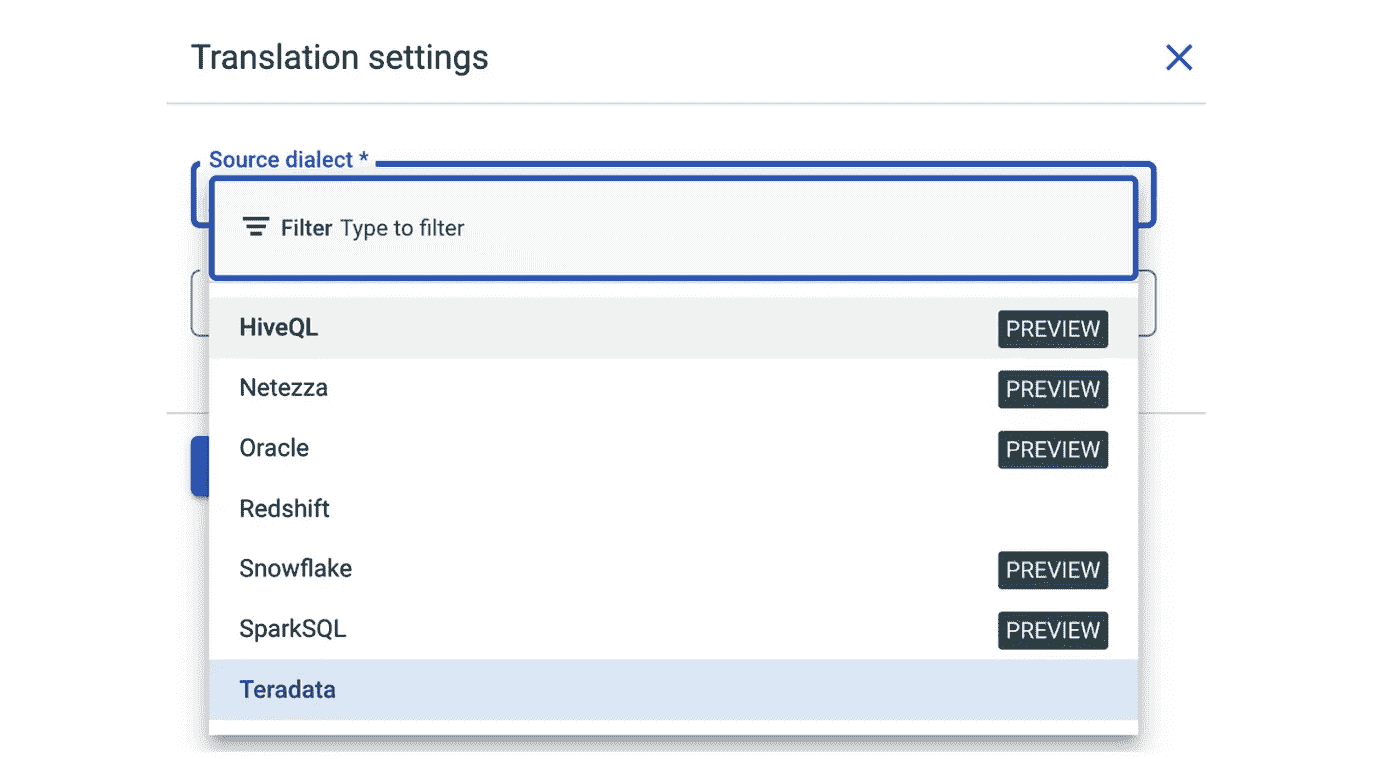 Translation settings
Source dialect *
Filter Type to filter
HiveQL PREVIEW
Netezza PREVIEW
Oracle PREVIEW
Redshift
Snowflake PREVIEW
SparkSQL PREVIEW
Teradata